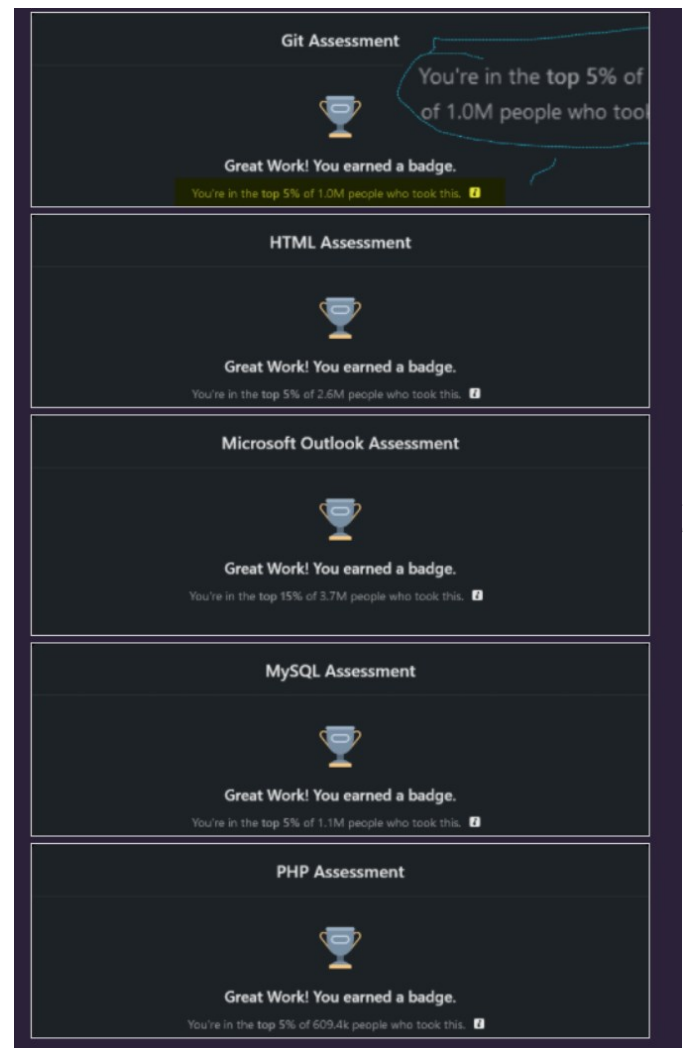 Git Assessment
You're in the top 5% of
of 1.0M people who took
Great Work! You earned a badge.
You're in the top 5% of 1.0M people who took this. i
HTML Assessment
Great Work! You earned a badge.
You're in the top 5% of 2.6M people who took this. i
Microsoft Outlook Assessment
Great Work! You earned a badge.
You're in the top 15% of 3.7M people who took this. i
MySQL Assessment
Great Work! You earned a badge.
You're in the top 5% of 1.1M people who took this. i
PHP Assessment
Great Work! You earned a badge.
You're in the top 5% of 609.4k people who took this. i